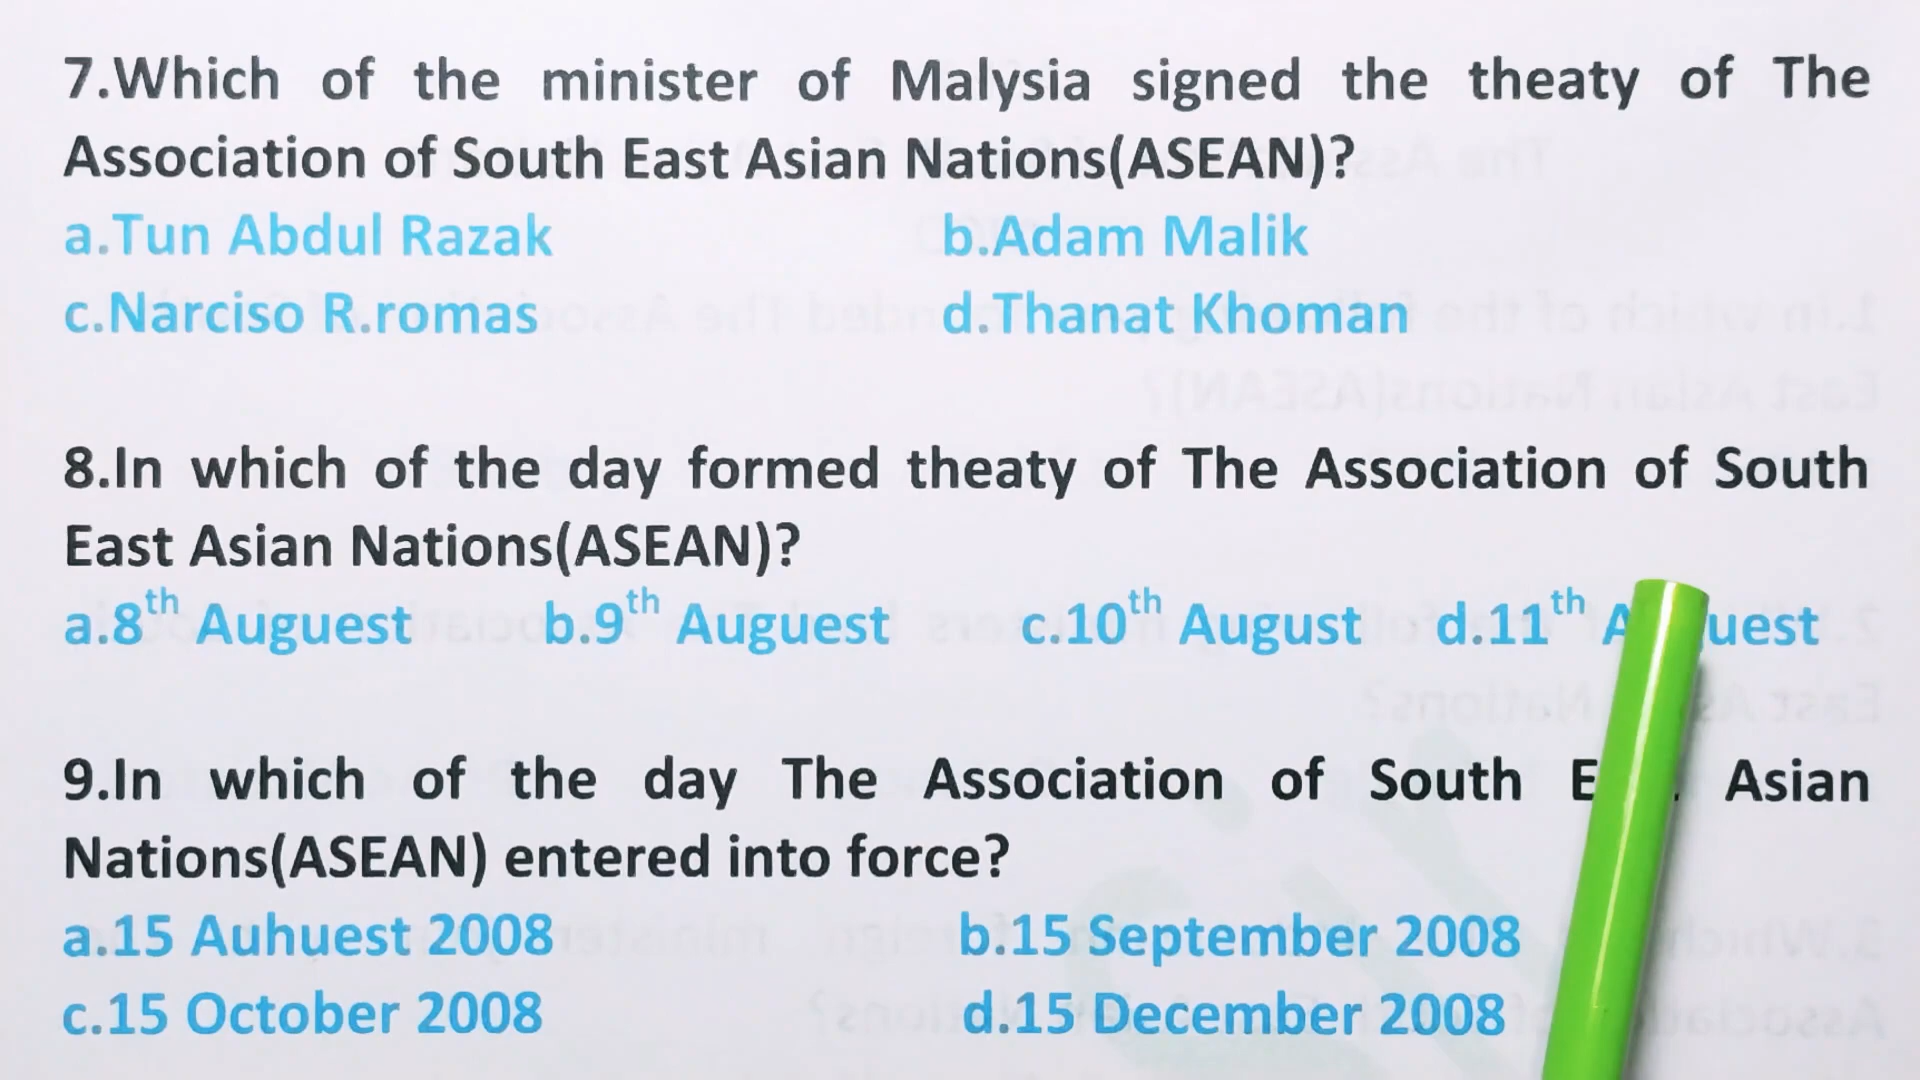 7.Which of the minister of Malysia signed the theaty of The
Association of South East Asian Nations(ASEAN)?
a.Tun Abdul Razak b.Adam Malik
c.Narciso R.romas d.Thanat Khoman
8.In which of the day formed theaty of The Association of South
East Asian Nations(ASEAN)?
a.8th Auguest b.9th Auguest c.10th August d.11th
9.In which of the day The Association of South Asian
Nations(ASEAN) entered into force?
a.15 Auhuest 2008 b.15 September 2008
c.15 October 2008 d.15 December 2008